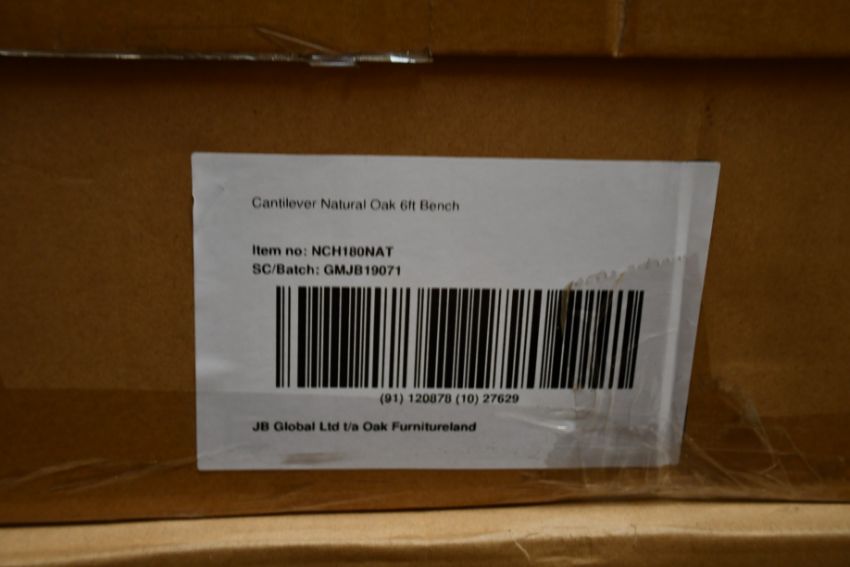 Cantilever Natural Oak 6ft Bench
Item no: NCH180NAT
SC/Batch: GMJB19071
(91) 120878 (10) 27629
JB Global Ltd t/a Oak Furnitureland